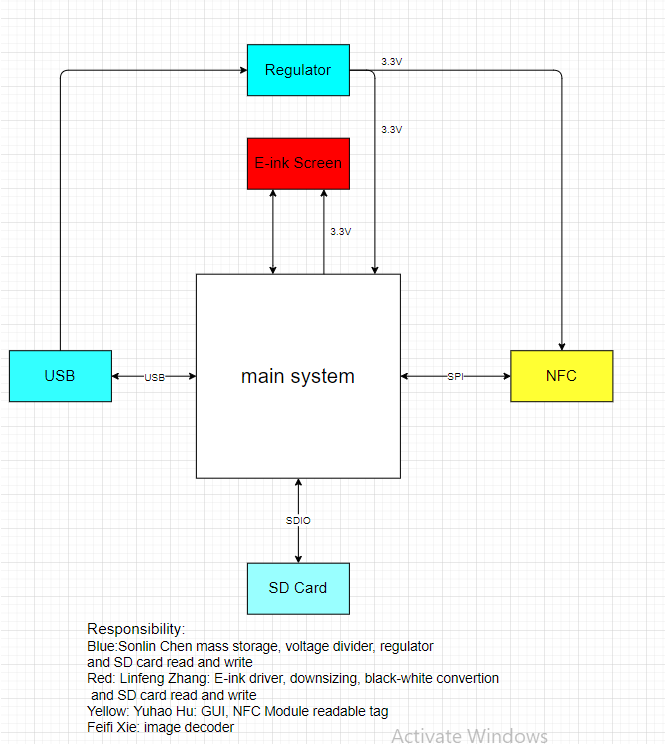 Regulator
3.3V
3.3V
E-ink Screen
3.3V
main system
USB
USB
SPI
NFC
SDIO
SD Card
Responsibility:
Blue:Sonlin Chen mass storage, voltage divider, regulator
and SD card read and write
Red: Linfeng Zhang: E-ink driver, downsizing, black-white convertion
and SD card read and write
Yellow: Yuhao Hu: GUI, NFC Module readable tag
Feifi Xie: image decoder
Activate Windows